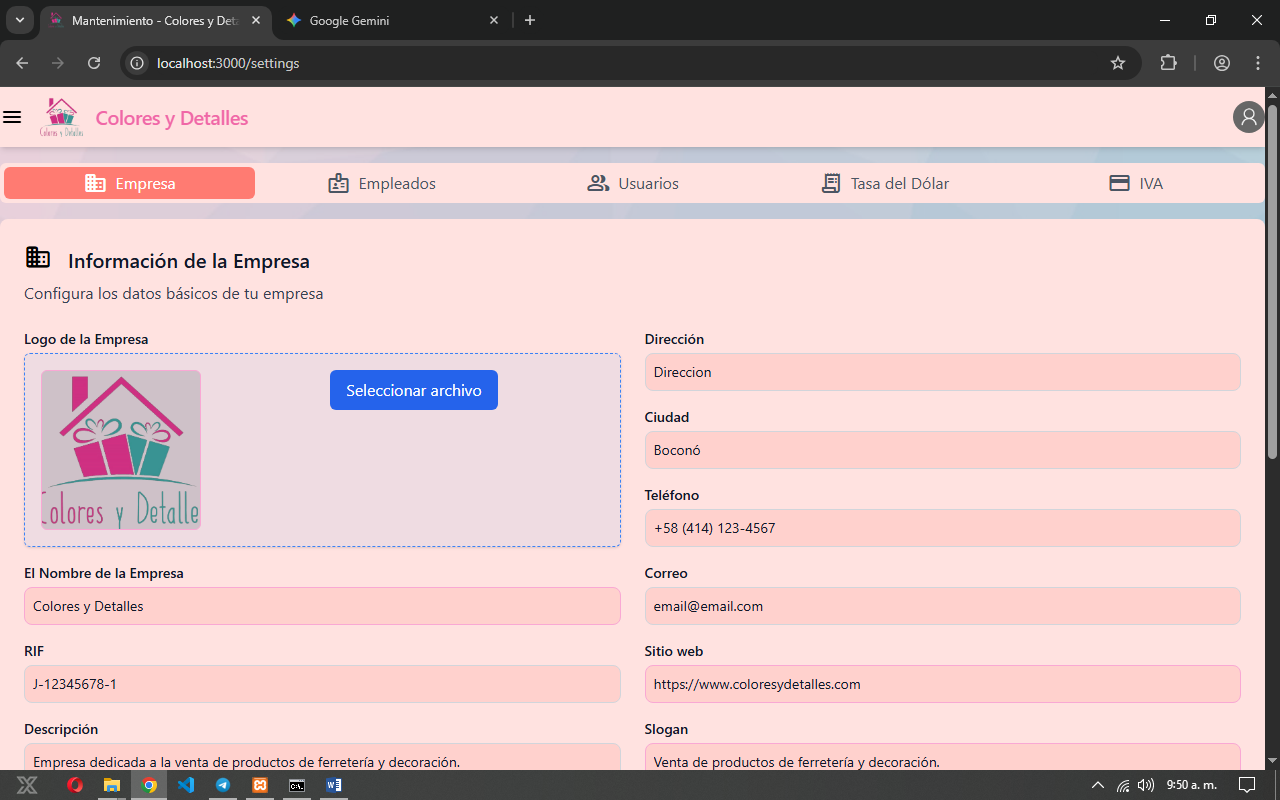 Mantenimiento - Colores y Deta
Google Gemini
localhost:3000/settings
Colores y Detalles
Colores y Detalles
Empresa
Empleados
Usuarios
Tasa del Dólar
IVA
Información de la Empresa
Configura los datos básicos de tu empresa
Logo de la Empresa
Seleccionar archivo
Colores y Detalle
El Nombre de la Empresa
Colores y Detalles
RIF
J-12345678-1
Descripción
Empresa dedicada a la venta de productos de ferretería y decoración.
Dirección
Direccion
Ciudad
Boconó
Teléfono
+58 (414) 123-4567
Correo
email@email.com
Sitio web
https://www.coloresydetalles.com
Slogan
Venta de productos de ferretería y decoración.
9:50 a. m.